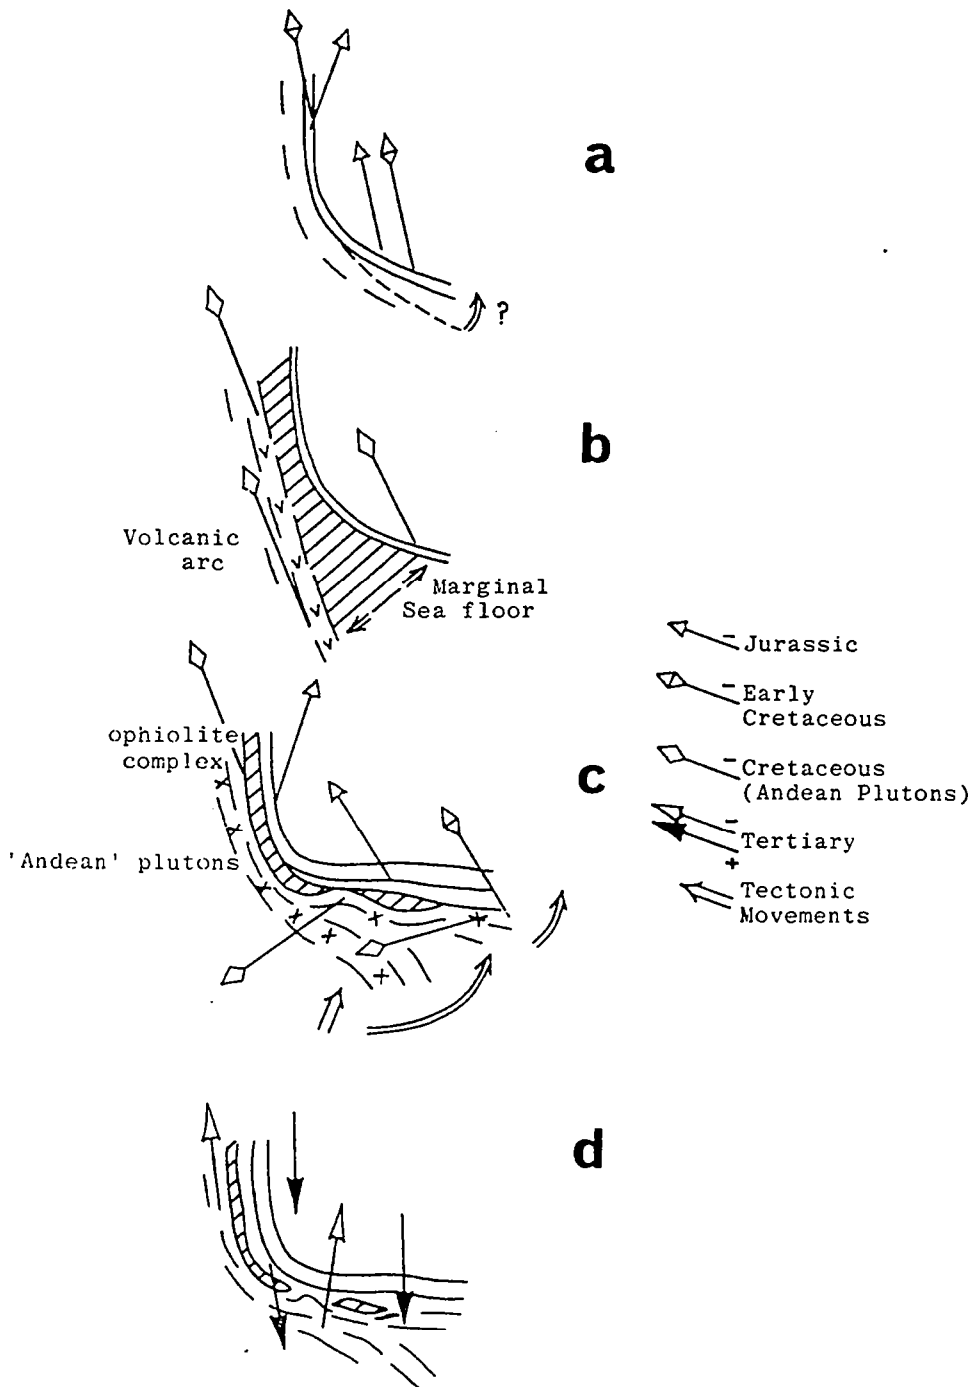 a
?
b
Volcanic
arc
Marginal
Sea floor
ophiolite
complex
'Andean' plutons
c
- Jurassic
- Early
Cretaceous
- Cretaceous
(Andean Plutons)
-
Tertiary
+
Tectonic
Movements
d